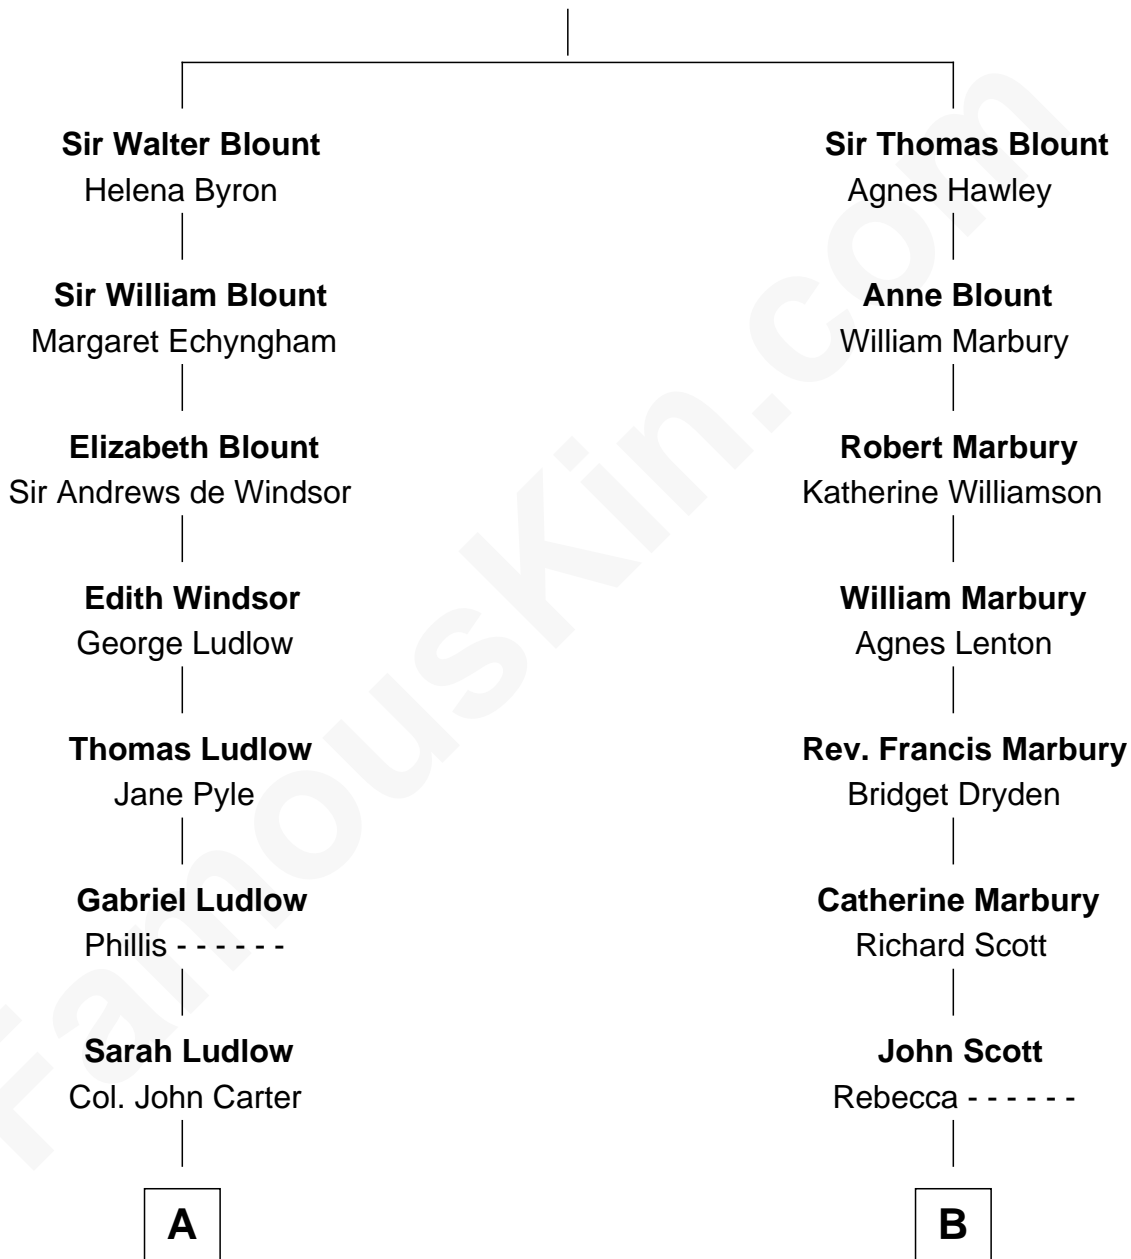 Sir Walter Blount
Helena Byron
Sir William Blount
Margaret Echyngham
Elizabeth Blount
Sir Andrews de Windsor
Edith Windsor
George Ludlow
Thomas Ludlow
Jane Pyle
Gabriel Ludlow
Phillis - - - - - -
Sarah Ludlow
Col. John Carter
A
Sir Thomas Blount
Agnes Hawley
Anne Blount
William Marbury
Robert Marbury
Katherine Williamson
William Marbury
Agnes Lenton
Rev. Francis Marbury
Bridget Dryden
Catherine Marbury
Richard Scott
John Scott
Rebecca - - - - - -
B
FamousKin.com